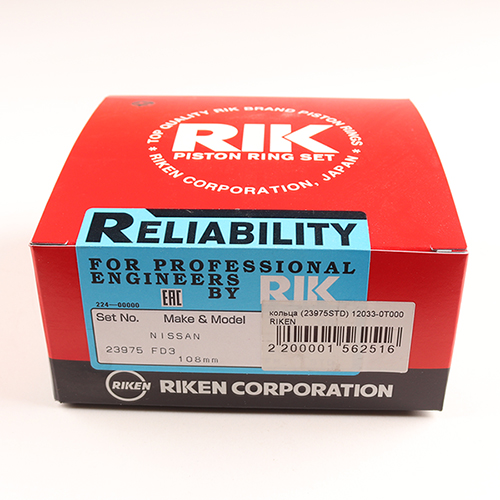 TOP QUALITY RIK BRAND PISTON RINGS
RIK
PISTON RING SET
RIKEN CORPORATION, JAPAN
RELIABILITY
FOR PROFESSIONAL
ENGINEERS
BY RIK
224-00000
EAC
Set No. Make & Model
NISSAN
23975 FD3
108mm
кольца (23975STD) 12033-0T000
RIKEN
2 200001 562516
RIKEN RIKEN CORPORATION